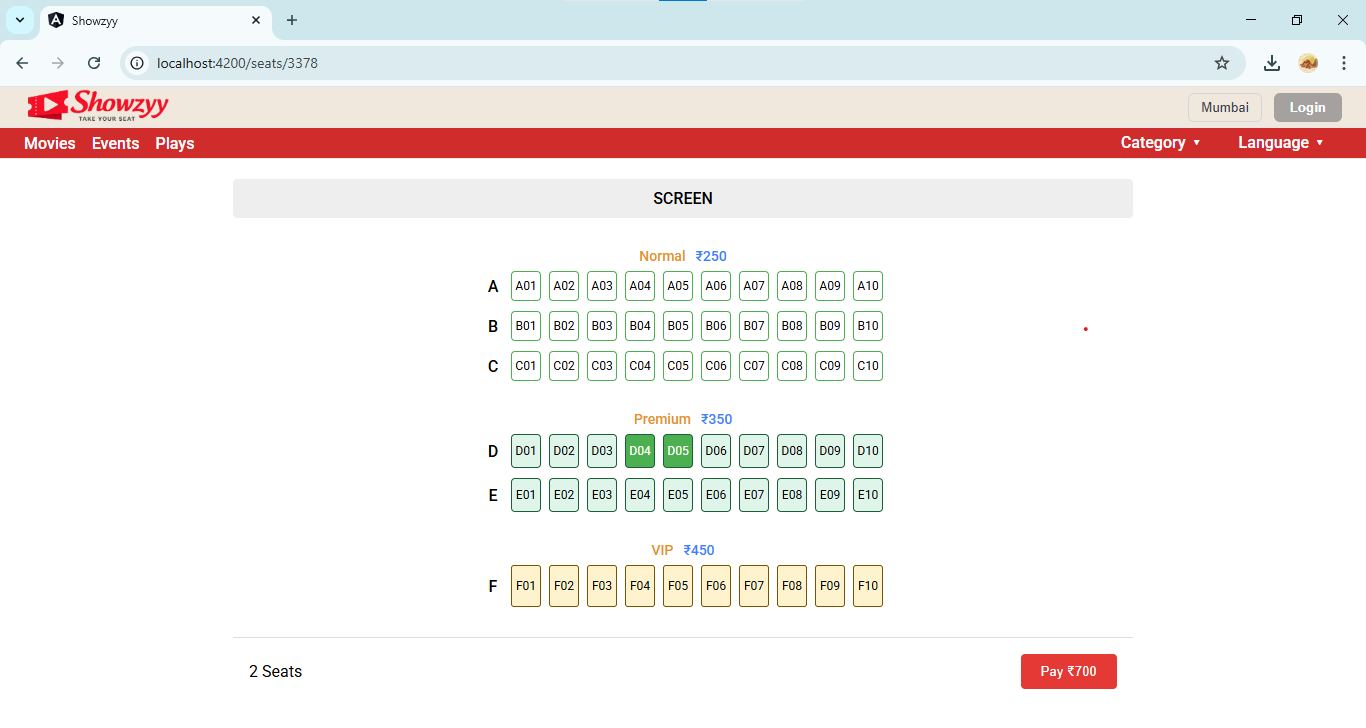 Showzyy
localhost:4200/seats/3378
Showzyy
TAKE YOUR SEAT
Mumbai
Login
Movies Events Plays
Category ▼ Language ▼
SCREEN
Normal ₹250
A A01 A02 A03 A04 A05 A06 A07 A08 A09 A10
B B01 B02 B03 B04 B05 B06 B07 B08 B09 B10
C C01 C02 C03 C04 C05 C06 C07 C08 C09 C10
Premium ₹350
D D01 D02 D03 D04 D05 D06 D07 D08 D09 D10
E E01 E02 E03 E04 E05 E06 E07 E08 E09 E10
VIP ₹450
F F01 F02 F03 F04 F05 F06 F07 F08 F09 F10
2 Seats
Pay ₹700